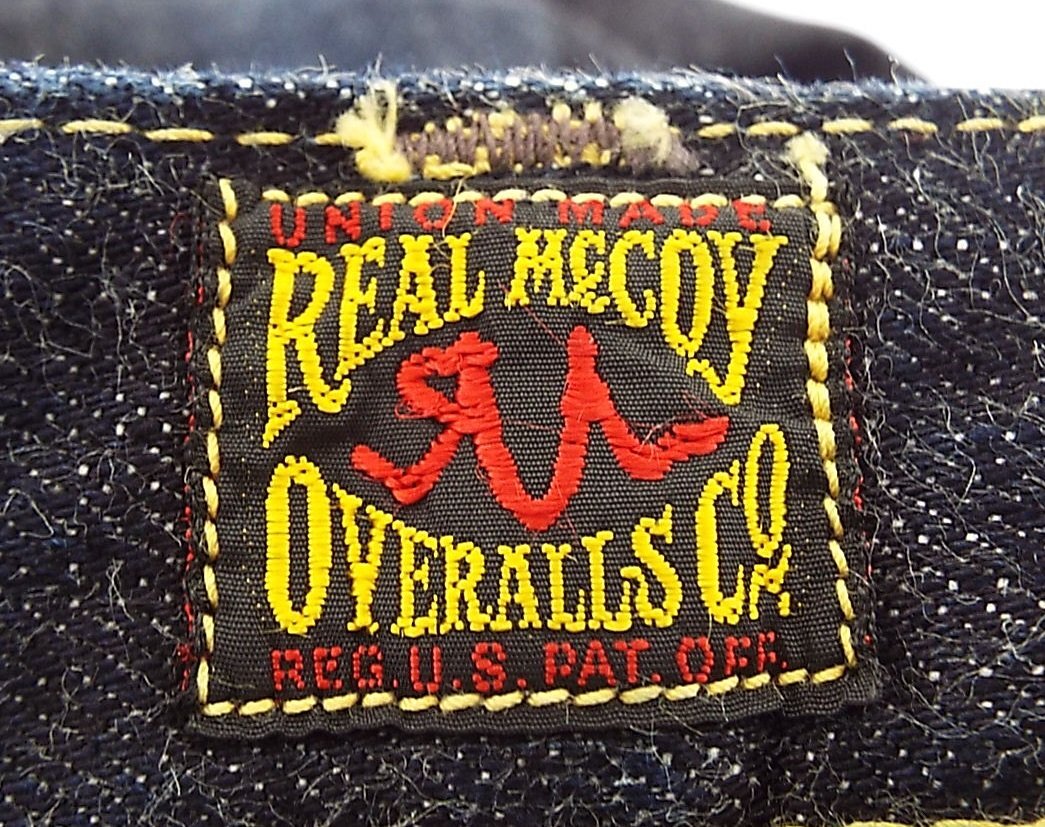 UNION MADE
REAL McCOY
OVERALLS CO.
REG. U.S. PAT. OFF.